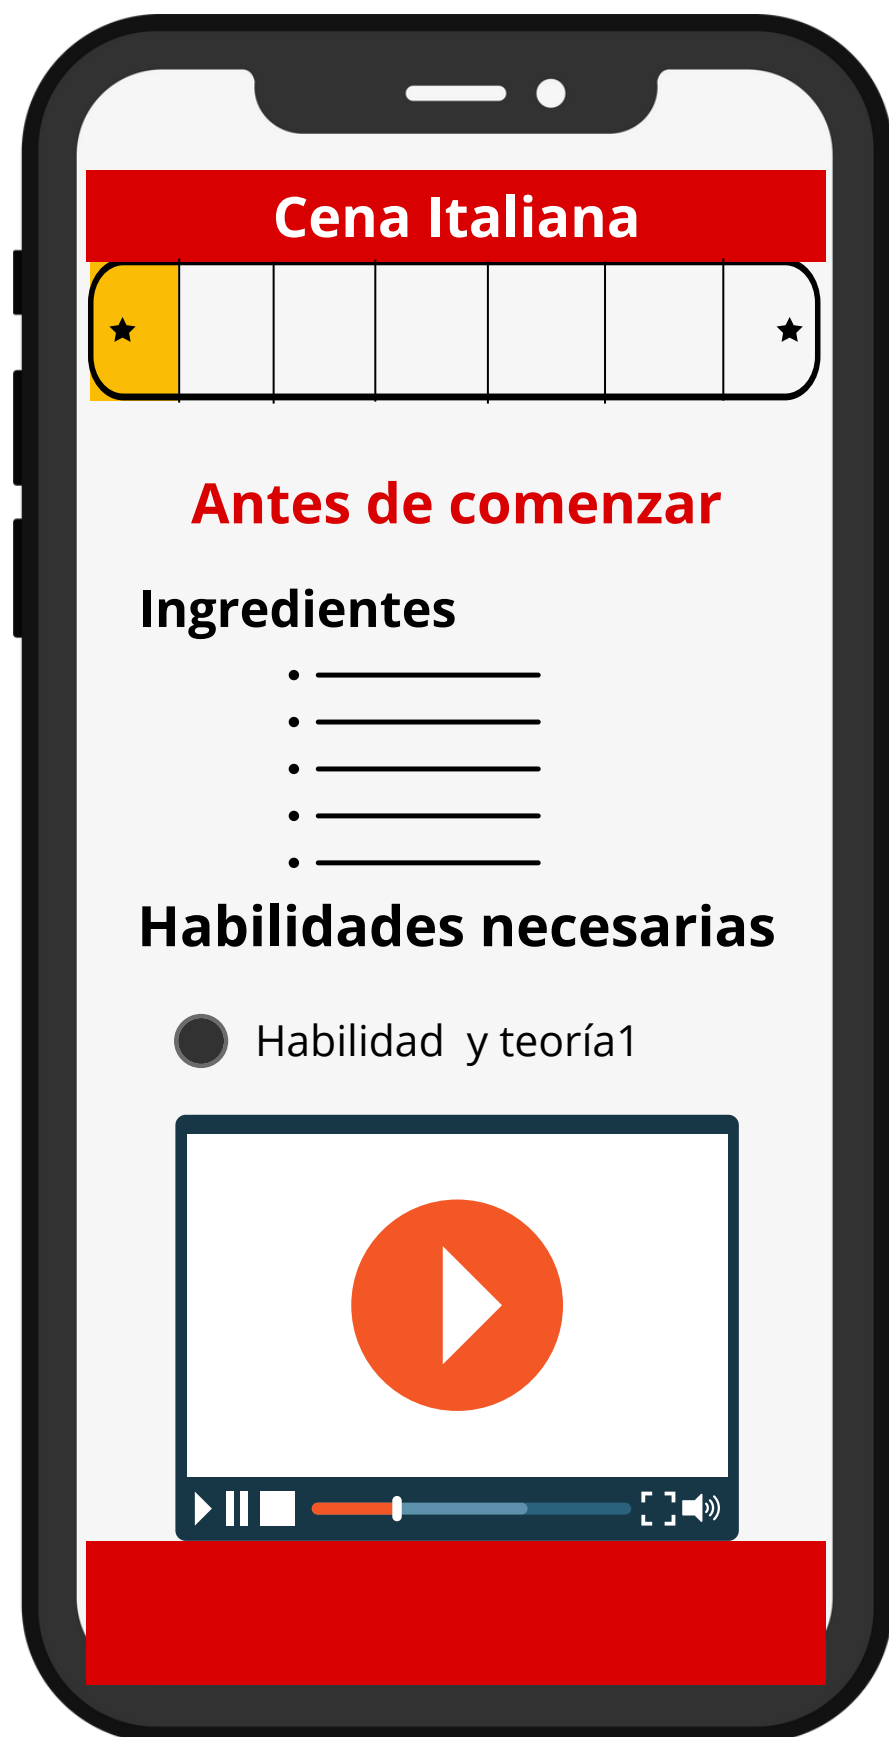 Cena Italiana
Antes de comenzar
Ingredientes
Habilidades necesarias
Habilidad  y teoría1